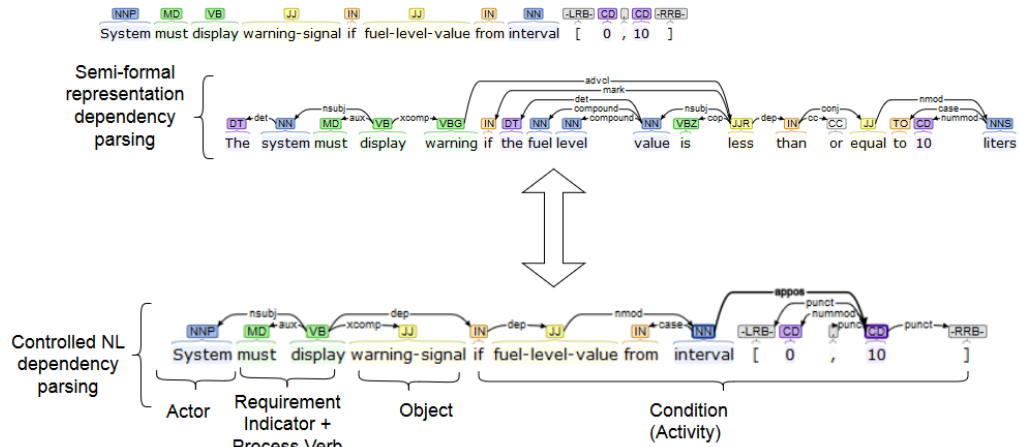 NNP MD VB JJ IN JJ IN NN -LRB- CD , CD -RRB-
System must display warning-signal if fuel-level-value from interval [ 0 , 10 ]
Semi-formal
representation
dependency
parsing
advcl
mark
det
compound
nsubj compound nsubj conj nmod case
det aux xcomp compound cop dep cc nummod
DT NN MD VB VBG IN DT NN NN NN VBZ JJR IN CC JJ TO CD NNS
The system must display warning if the fuel level value is less than or equal to 10 liters
Controlled NL
dependency
parsing
appos
nsubj dep nmod punct
nummod
aux xcomp dep case punct punct
NNP MD VB JJ IN JJ IN NN -LRB- CD , CD -RRB-
System must display warning-signal if fuel-level-value from interval [ 0 , 10 ]
Actor
Requirement
Indicator +
Process Verb
Object
Condition
(Activity)